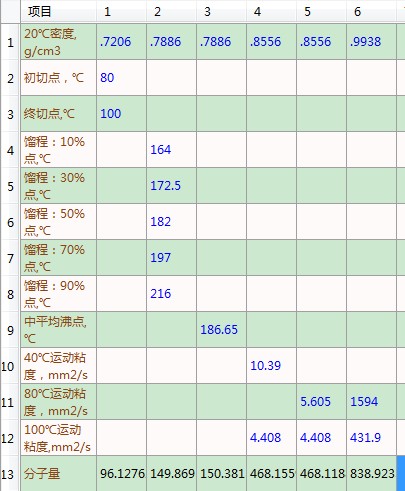 项目 1 2 3 4 5 6
1 20℃密度, g/cm3 .7206 .7886 .7886 .8556 .8556 .9938
2 初切点，℃ 80
3 终切点,℃ 100
4 馏程：10%点,℃ 164
5 馏程：30%点,℃ 172.5
6 馏程：50%点,℃ 182
7 馏程：70%点,℃ 197
8 馏程：90%点,℃ 216
9 中平均沸点,℃ 186.65
10 40℃运动粘度，mm2/s 10.39
11 80℃运动粘度，mm2/s 5.605 1594
12 100℃运动粘度,mm2/s 4.408 4.408 431.9
13 分子量 96.1276 149.869 150.381 468.155 468.118 838.923